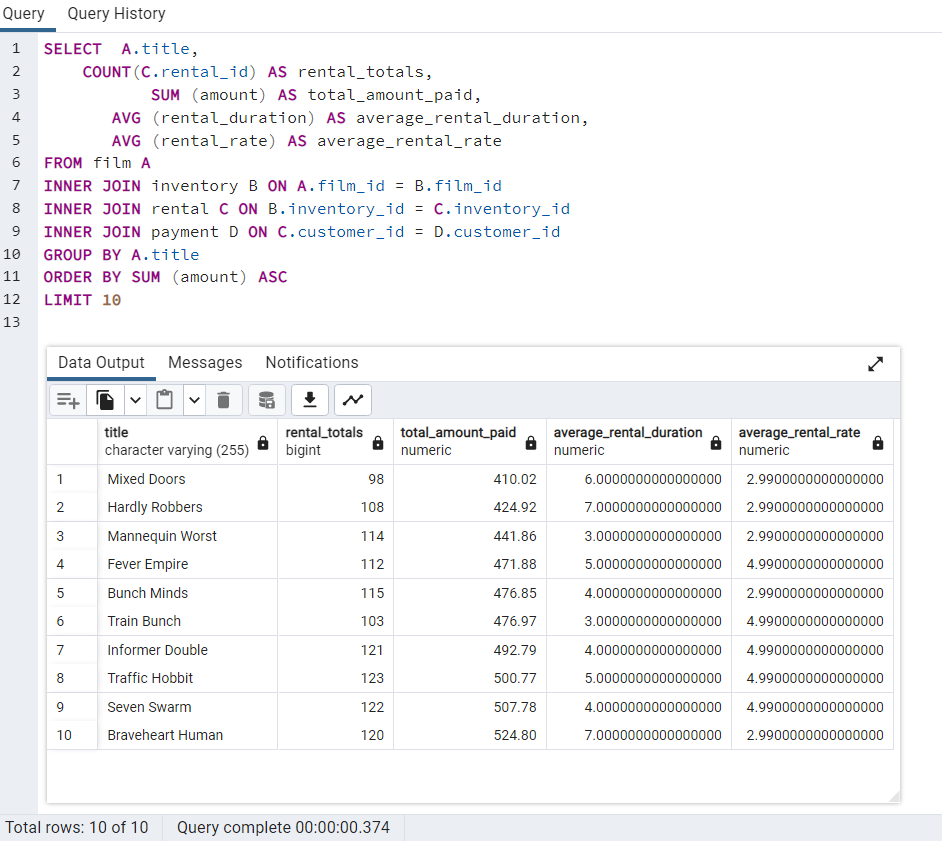 Query Query History
1 SELECT  A.title,
2     COUNT(C.rental_id) AS rental_totals,
3            SUM (amount) AS total_amount_paid,
4        AVG (rental_duration) AS average_rental_duration,
5        AVG (rental_rate) AS average_rental_rate
6 FROM film A
7 INNER JOIN inventory B ON A.film_id = B.film_id
8 INNER JOIN rental C ON B.inventory_id = C.inventory_id
9 INNER JOIN payment D ON C.customer_id = D.customer_id
10 GROUP BY A.title
11 ORDER BY SUM (amount) ASC
12 LIMIT 10
13
Data Output Messages Notifications
title rental_totals total_amount_paid average_rental_duration average_rental_rate
character varying (255) bigint numeric numeric numeric
1 Mixed Doors 98 410.02 6.0000000000000000 2.9900000000000000
2 Hardly Robbers 108 424.92 7.0000000000000000 2.9900000000000000
3 Mannequin Worst 114 441.86 3.0000000000000000 2.9900000000000000
4 Fever Empire 112 471.88 5.0000000000000000 4.9900000000000000
5 Bunch Minds 115 476.85 4.0000000000000000 2.9900000000000000
6 Train Bunch 103 476.97 3.0000000000000000 4.9900000000000000
7 Informer Double 121 492.79 4.0000000000000000 4.9900000000000000
8 Traffic Hobbit 123 500.77 5.0000000000000000 4.9900000000000000
9 Seven Swarm 122 507.78 4.0000000000000000 4.9900000000000000
10 Braveheart Human 120 524.80 7.0000000000000000 2.9900000000000000
Total rows: 10 of 10 Query complete 00:00:00.374